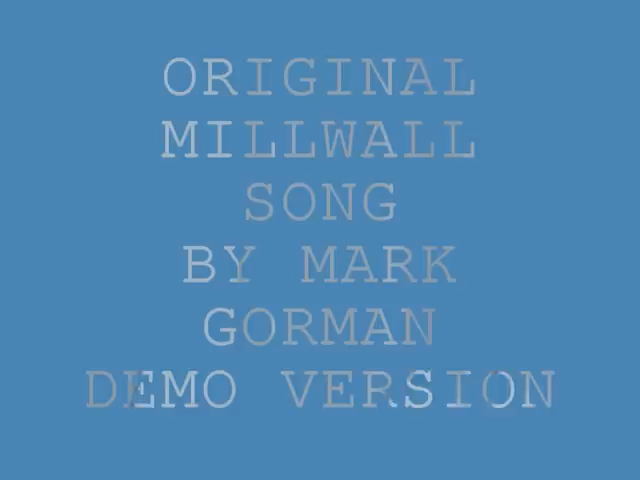 ORIGINAL
MILLWALL
SONG
BY MARK
GORMAN
DEMO VERSION